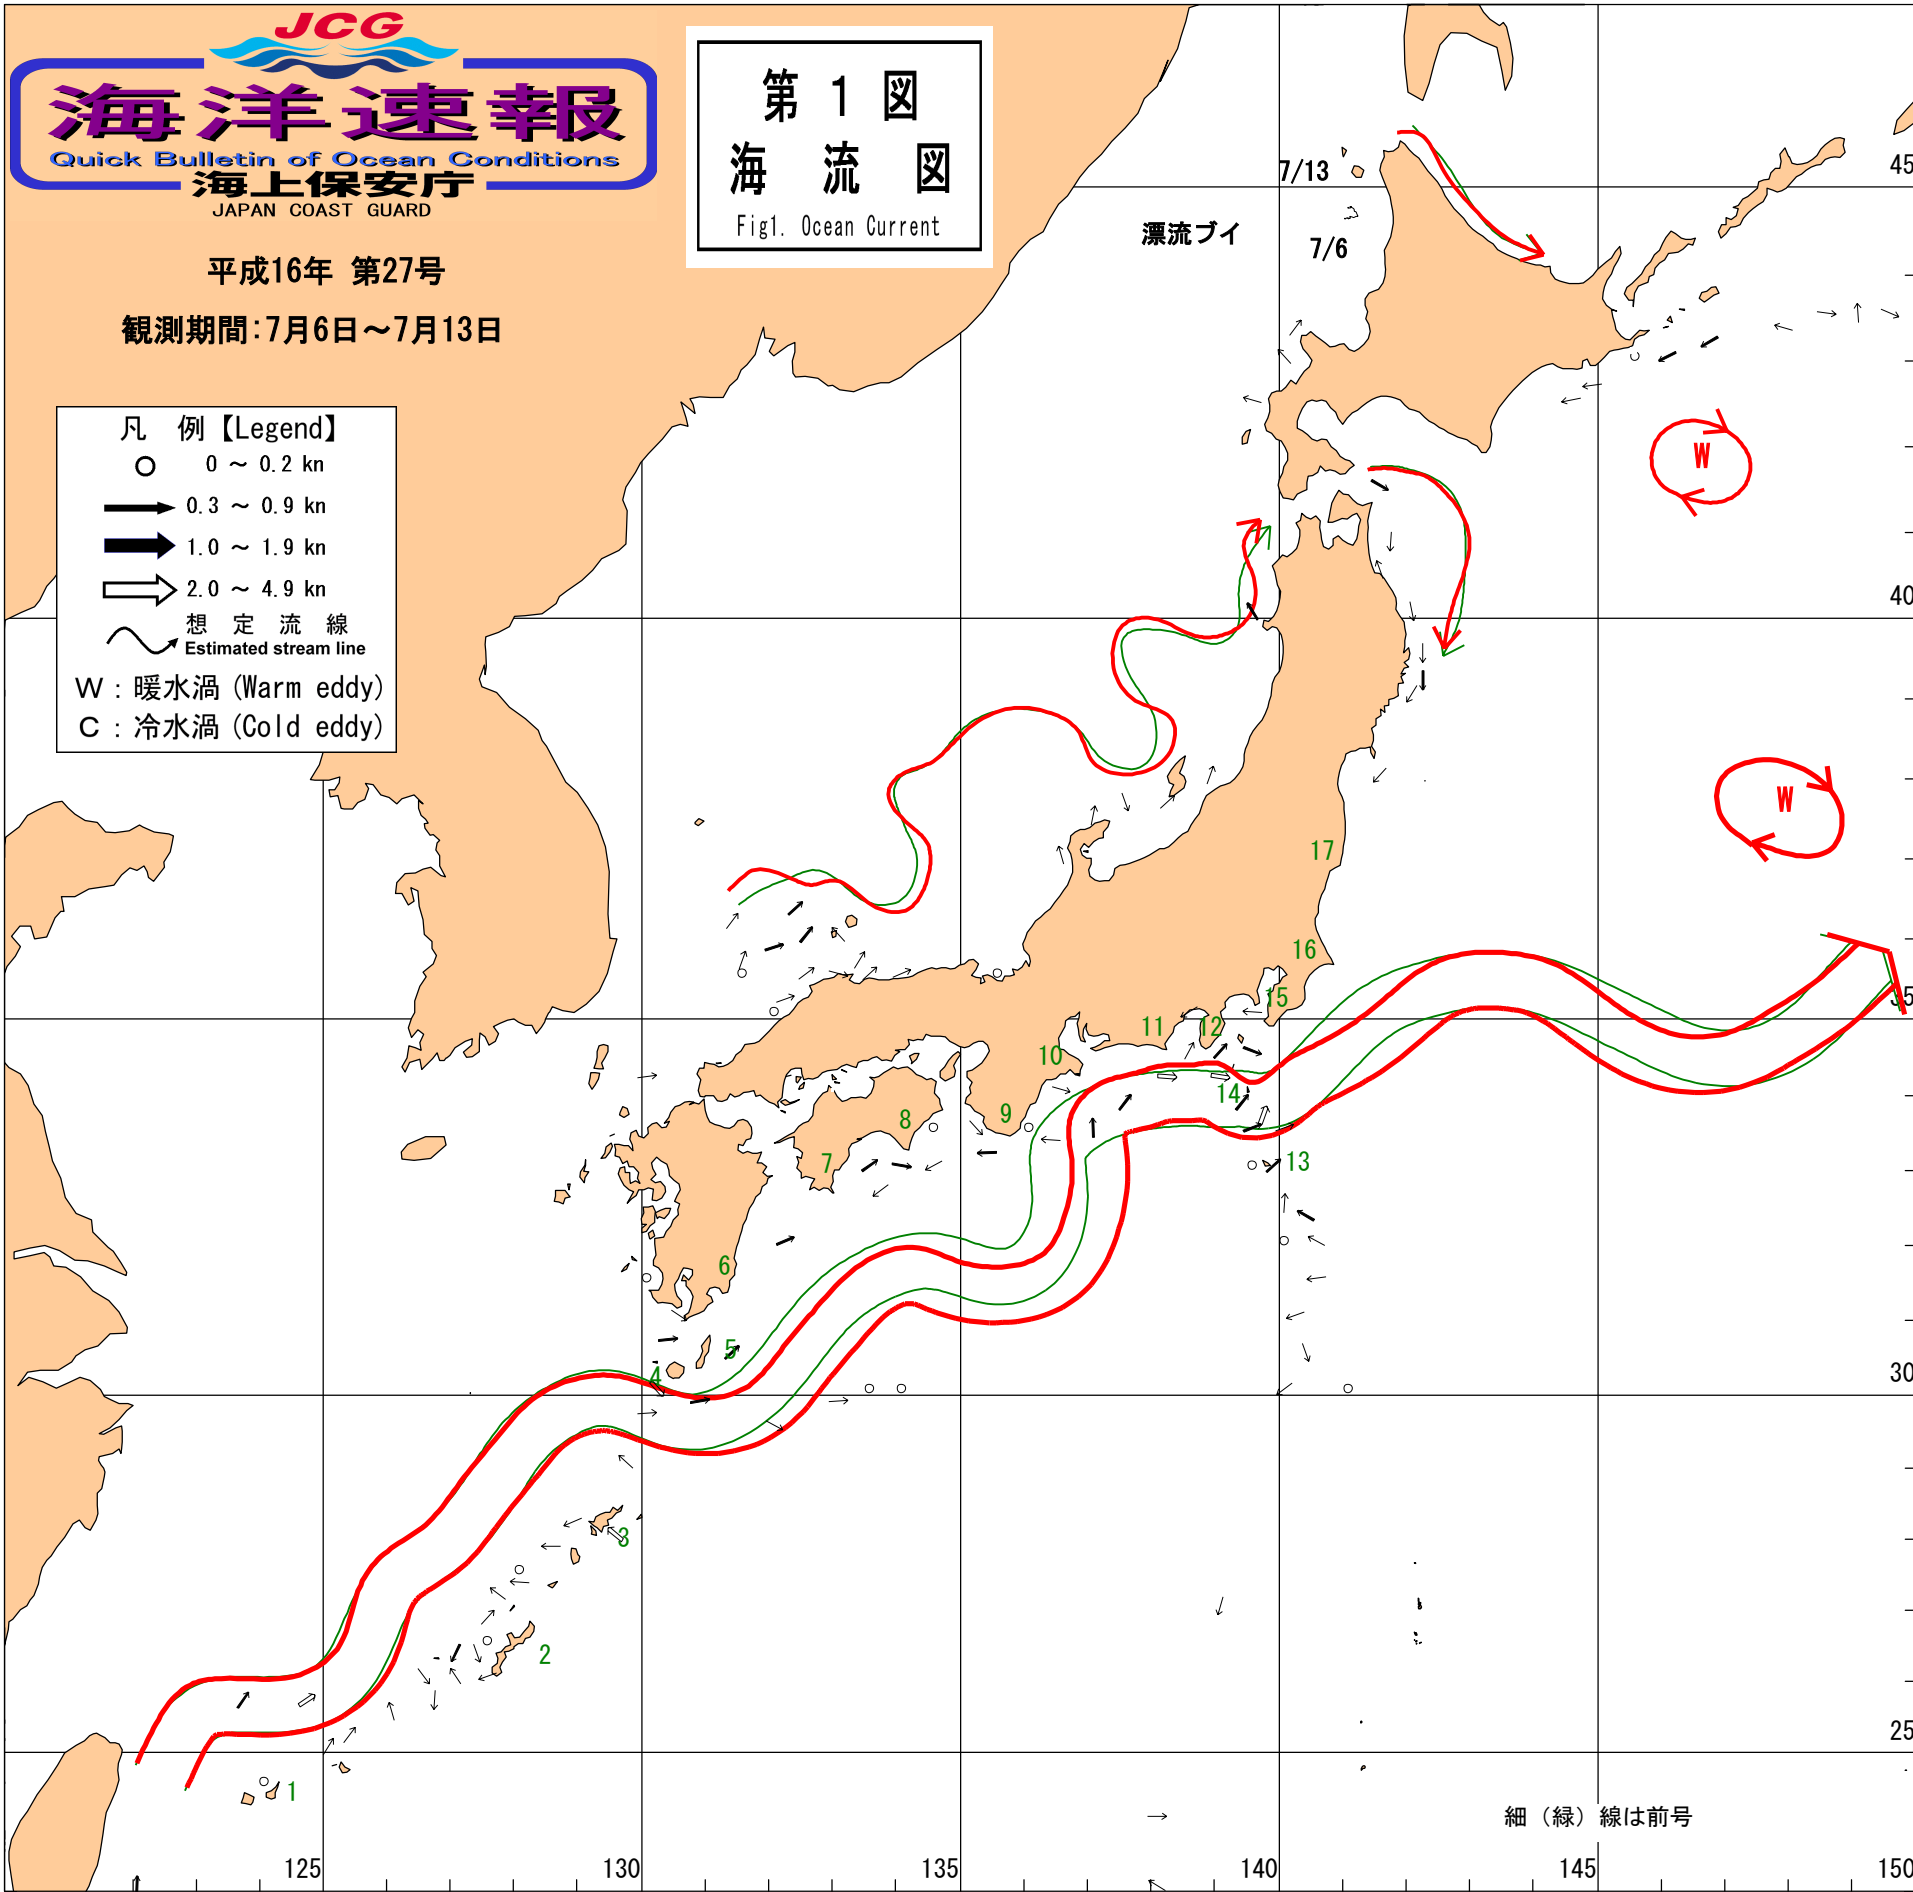 JCG
海洋速報
Quick Bulletin of Ocean Conditions
海上保安庁
JAPAN COAST GUARD
平成16年 第27号
観測期間:7月6日～7月13日
第 1 図
海 流 図
Fig1. Ocean Current
凡 例【Legend】
0 ～ 0.2 kn
0.3 ～ 0.9 kn
1.0 ～ 1.9 kn
2.0 ～ 4.9 kn
想 定 流 線
Estimated stream line
W : 暖水渦 (Warm eddy)
C : 冷水渦 (Cold eddy)
7/13
漂流ブイ
7/6
45
W
40
W
17
16
15
35
11
12
10
14
9
8
7
13
6
5
4
30
3
2
25
1
細（緑）線は前号
125
130
135
140
145
150